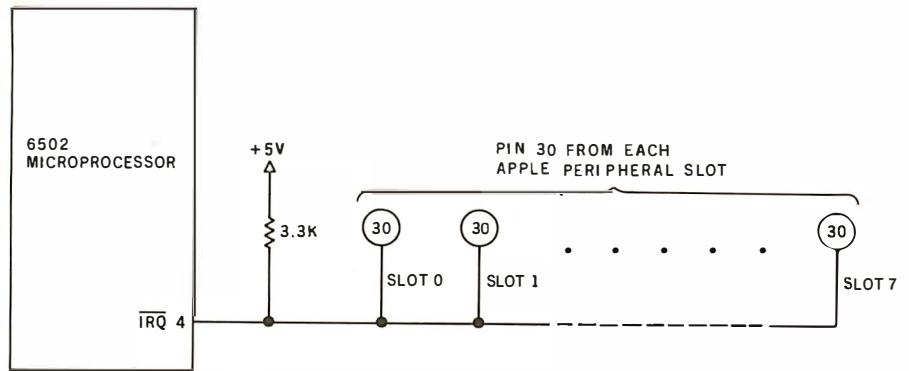 6502
MICROPROCESSOR
+5V
PIN 30 FROM EACH
APPLE PERIPHERAL SLOT
3.3K
30
30
30
SLOT 0
SLOT 1
SLOT 7
IRQ 4